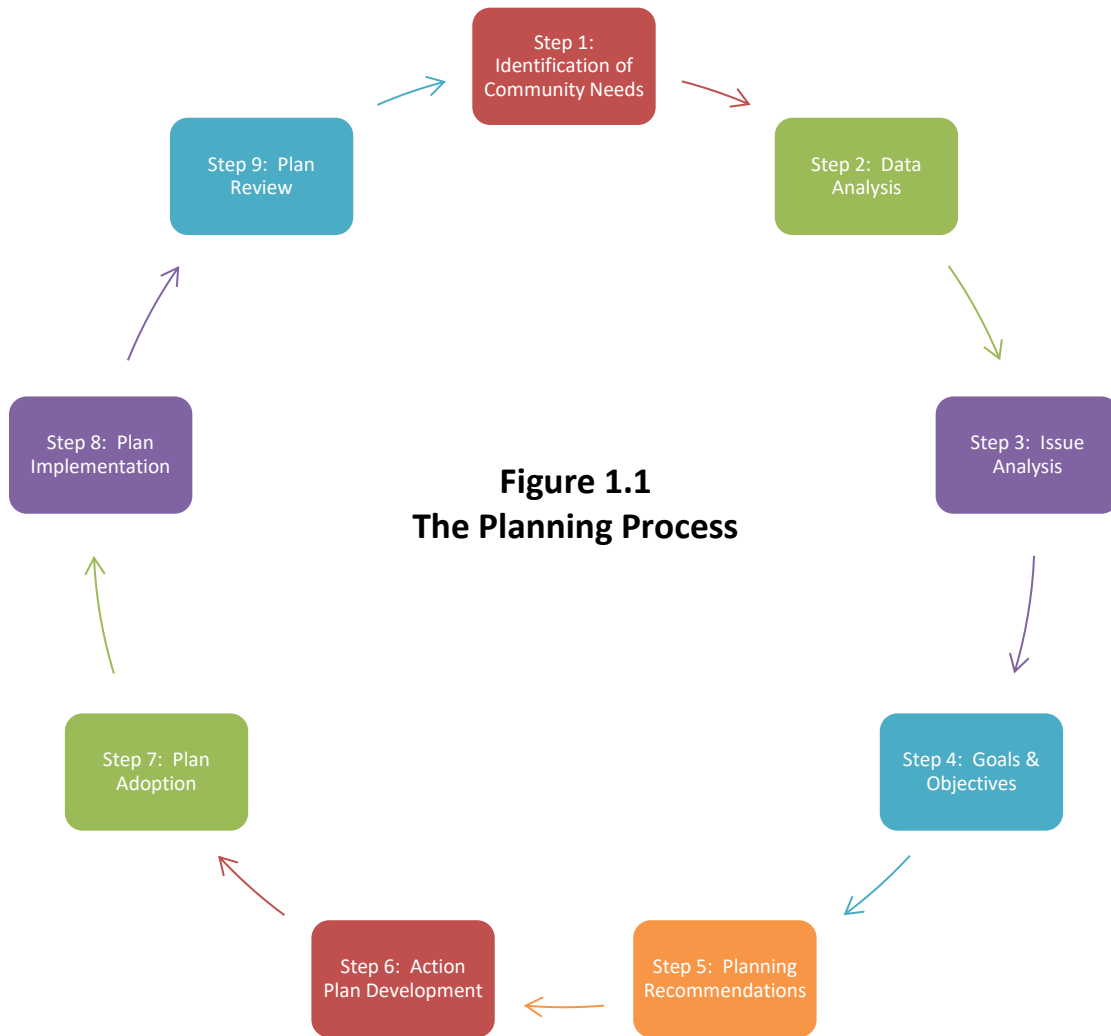 Step 1:
Identification of
Community Needs
Step 2:  Data
Analysis
Step 3:  Issue
Analysis
Step 4:  Goals &
Objectives
Step 5:  Planning
Recommendations
Step 6:  Action
Plan Development
Step 7:  Plan
Adoption
Step 8:  Plan
Implementation
Step 9:  Plan
Review
Figure 1.1
The Planning Process